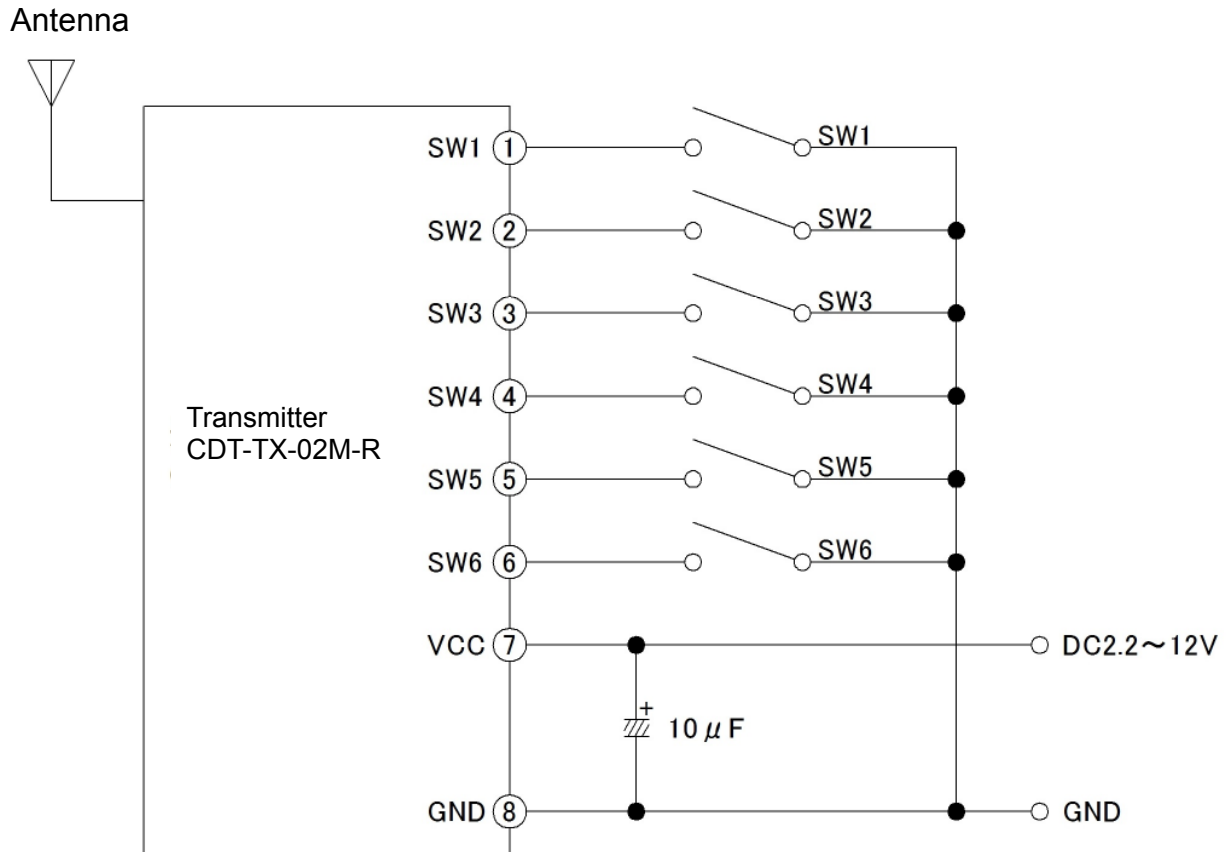 Antenna
SW1 1 SW1
SW2 2 SW2
SW3 3 SW3
SW4 4 SW4
Transmitter
CDT-TX-02M-R
SW5 5 SW5
SW6 6 SW6
VCC 7 DC2.2～12V
+
10μF
GND 8 GND